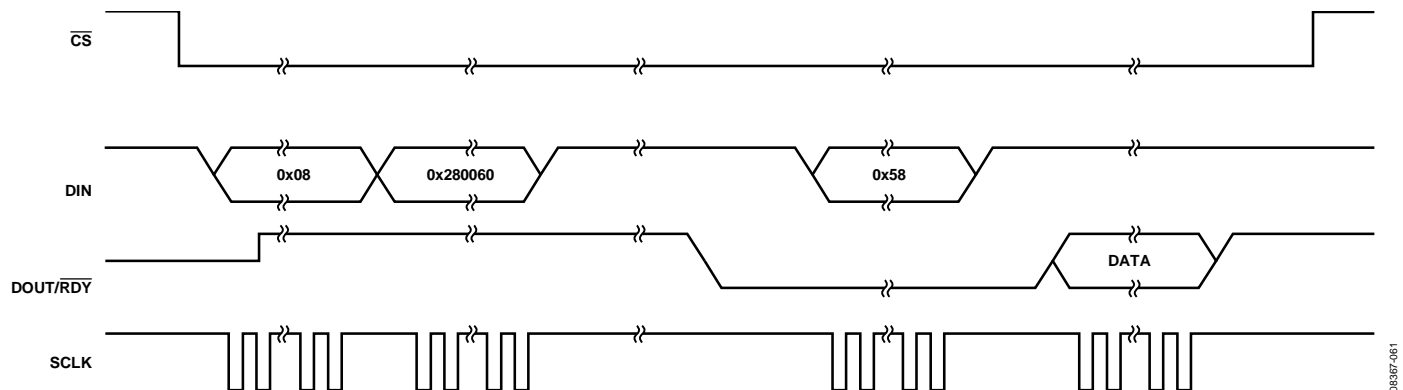 CS
DIN
0x08
0x280060
0x58
DOUT/RDY
DATA
SCLK
08367-061